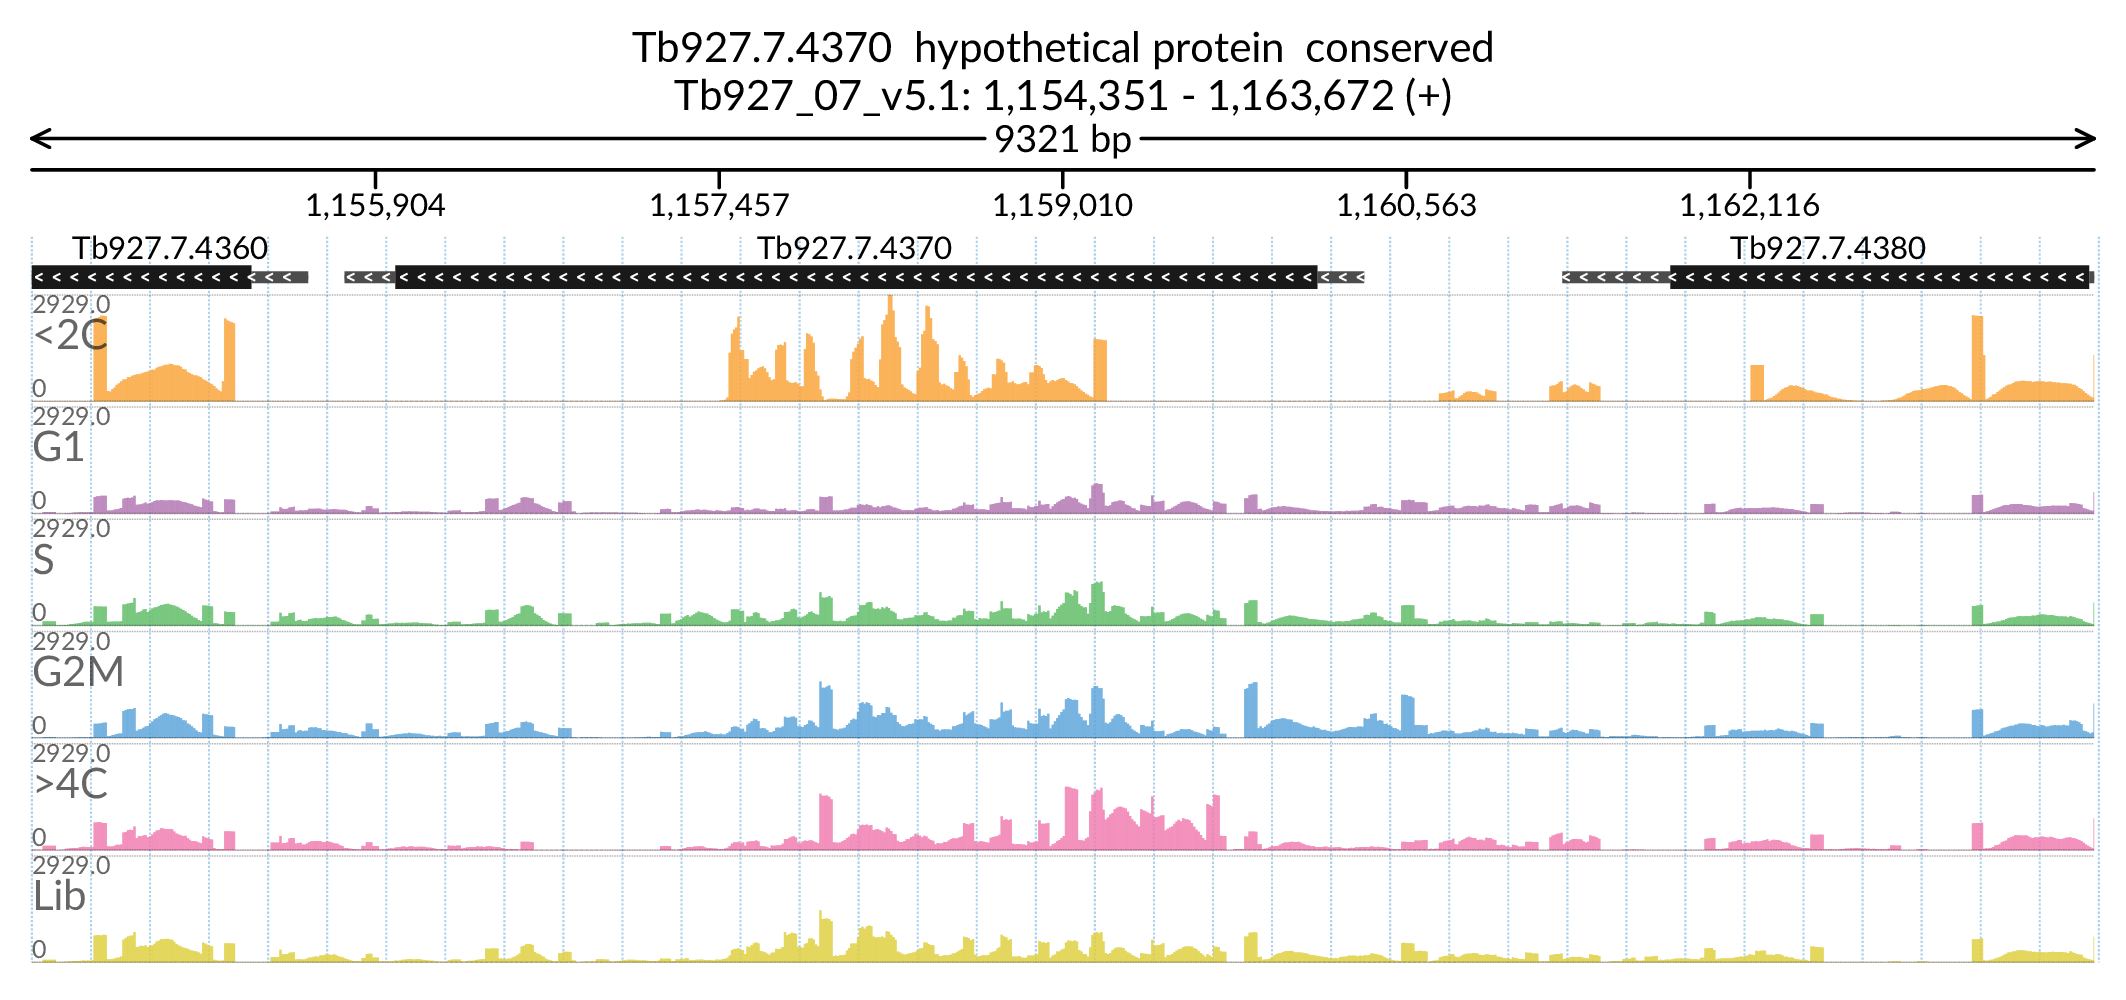 Tb927.7.4370 hypothetical protein conserved
Tb927_07_v5.1: 1,154,351 - 1,163,672 (+)
9321 bp
1,155,904 1,157,457 1,159,010 1,160,563 1,162,116
Tb927.7.4360 Tb927.7.4370 Tb927.7.4380
2929.0
<2C
0
2929.0
G1
0
2929.0
S
0
2929.0
G2M
0
2929.0
>4C
0
2929.0
Lib
0